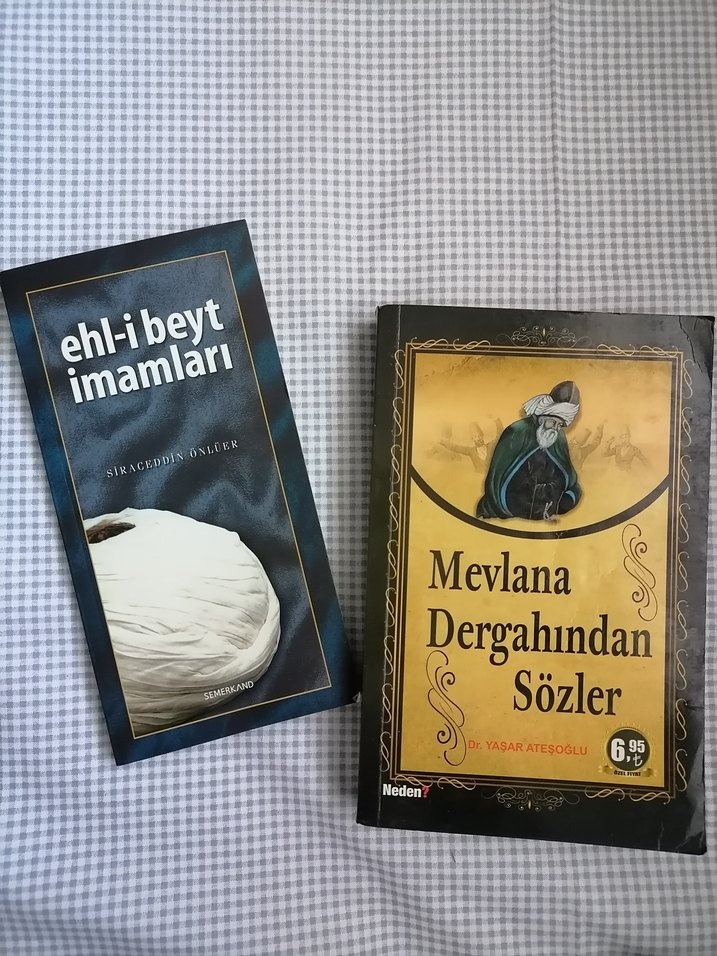 ehl-i beyt
imamları
SİRACEDDİN ÖNLÜER
SEMERKAND
Mevlana
Dergahından
Sözler
Dr. YAŞAR ATEŞOĞLU
6,95 ₺
ÖZEL FİYAT
Neden?